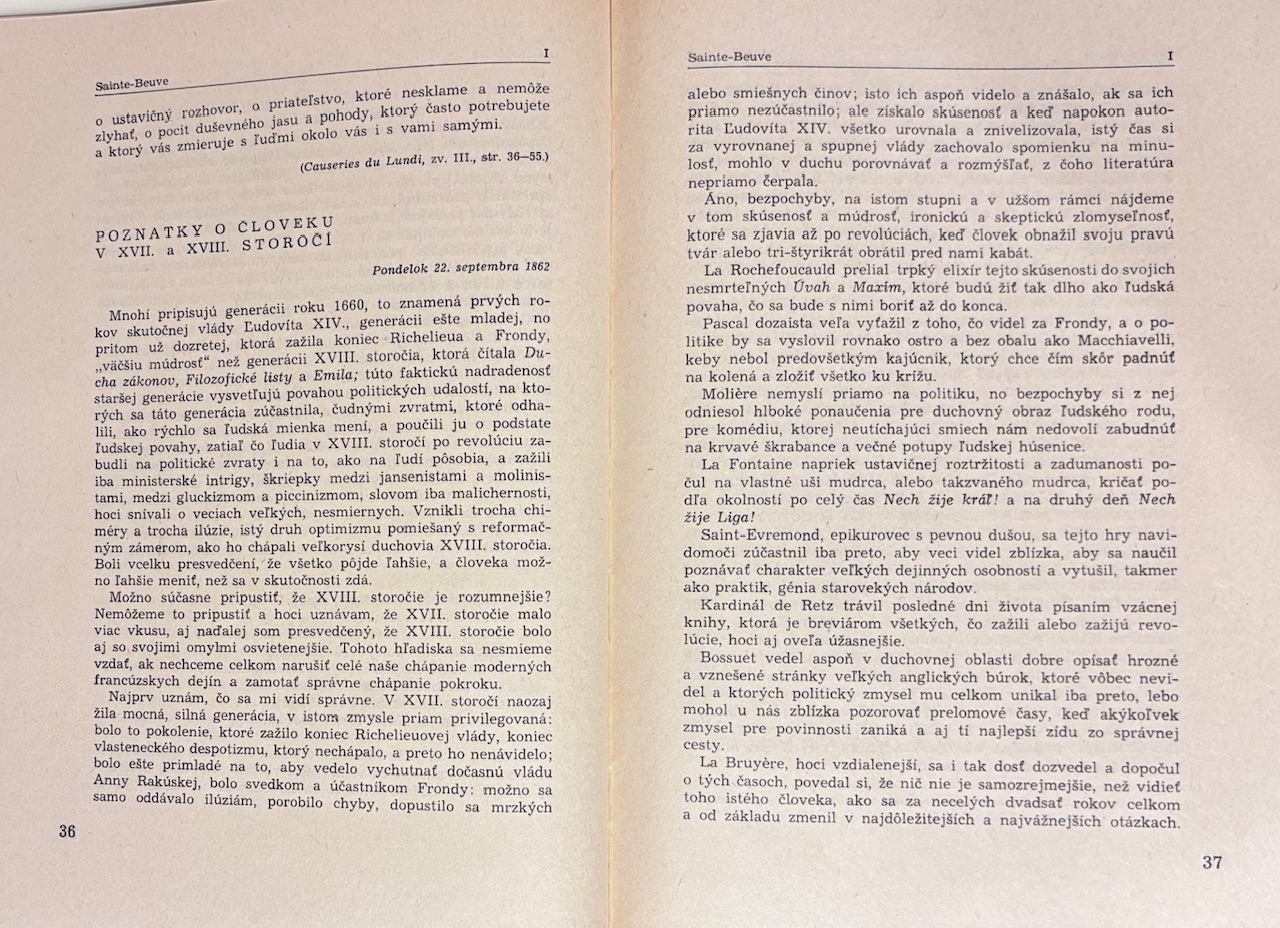 Sainte-Beuve I
o ustavičný rozhovor, o priateľstvo, ktoré nesklame a nemôže
zlyhať, o pocit duševného jasu a pohody, ktorý často potrebujete
a ktorý vás zmieruje s ľuďmi okolo vás i s vami samými.
(Causeries du Lundi, zv. III., str. 36—55.)
POZNATKY O ČLOVEKU
V XVII. a XVIII. STOROČÍ
Pondelok 22. septembra 1862
Mnohí pripisujú generácii roku 1660, to znamená prvých ro-
kov skutočnej vlády Ľudovíta XIV., generácii ešte mladej, no
pritom už dozretej, ktorá zažila koniec Richelieua a Frondy,
„väčšiu múdrosť“ než generácii XVIII. storočia, ktorá čítala Du-
cha zákonov, Filozofické listy a Emila; túto faktickú nadradenosť
staršej generácie vysvetľujú povahou politických udalostí, na kto-
rých sa táto generácia zúčastnila, čudnými zvratmi, ktoré odha-
lili, ako rýchlo sa ľudská mienka mení, a poučili ju o podstate
ľudskej povahy, zatiaľ čo ľudia v XVIII. storočí po revolúciu za-
budli na politické zvraty i na to, ako na ľudí pôsobia, a zažili
iba ministerské intrigy, škriepky medzi jansenistami a molinis-
tami, medzi gluckizmom a piccinizmom, slovom iba malichernosti,
hoci snívali o veciach veľkých, nesmiernych. Vznikli trocha chi-
méry a trocha ilúzie, istý druh optimizmu pomiešaný s reformač-
ným zámerom, ako ho chápali veľkorysí duchovia XVIII. storočia.
Boli vcelku presvedčení, že všetko pôjde ľahšie, a človeka mož-
no ľahšie meniť, než sa v skutočnosti zdá.
Možno súčasne pripustiť, že XVIII. storočie je rozumnejšie?
Nemôžeme to pripustiť a hoci uznávam, že XVII. storočie malo
viac vkusu, aj naďalej som presvedčený, že XVIII. storočie bolo
aj so svojimi omylmi osvietenejšie. Tohoto hľadiska sa nesmieme
vzdať, ak nechceme celkom narušiť celé naše chápanie moderných
francúzskych dejín a zamotať správne chápanie pokroku.
Najprv uznám, čo sa mi vidí správne. V XVII. storočí naozaj
žila mocná, silná generácia, v istom zmysle priam privilegovaná:
bolo to pokolenie, ktoré zažilo koniec Richelieuovej vlády, koniec
vlasteneckého despotizmu, ktorý nechápalo, a preto ho nenávidelo;
bolo ešte primladé na to, aby vedelo vychutnať dočasnú vládu
Anny Rakúskej, bolo svedkom a účastníkom Frondy: možno sa
samo oddávalo ilúziám, porobilo chyby, dopustilo sa mrzkých
36
Sainte-Beuve I
alebo smiešnych činov; isto ich aspoň videlo a znášalo, ak sa ich
priamo nezúčastnilo; ale získalo skúsenosť a keď napokon auto-
rita Ľudovíta XIV. všetko urovnala a znivelizovala, istý čas si
za vyrovnanej a spupnej vlády zachovalo spomienku na minu-
losť, mohlo v duchu porovnávať a rozmýšľať, z čoho literatúra
nepriamo čerpala.
Áno, bezpochyby, na istom stupni a v užšom rámci nájdeme
v tom skúsenosť a múdrosť, ironickú a skeptickú zlomyseľnosť,
ktoré sa zjavia až po revolúciách, keď človek obnažil svoju pravú
tvár alebo tri-štyrikrát obrátil pred nami kabát.
La Rochefoucauld prelial trpký elixír tejto skúsenosti do svojich
nesmrteľných Úvah a Maxím, ktoré budú žiť tak dlho ako ľudská
povaha, čo sa bude s nimi boriť až do konca.
Pascal dozaista veľa vyťažil z toho, čo videl za Frondy, a o po-
litike by sa vyslovil rovnako ostro a bez obalu ako Macchiavelli,
keby nebol predovšetkým kajúcnik, ktorý chce čím skôr padnúť
na kolená a zložiť všetko ku krížu.
Molière nemyslí priamo na politiku, no bezpochyby si z nej
odniesol hlboké ponaučenia pre duchovný obraz ľudského rodu,
pre komédiu, ktorej neutíchajúci smiech nám nedovolí zabudnúť
na krvavé škrabance a večné potupy ľudskej húsenice.
La Fontaine napriek ustavičnej roztržitosti a zadumanosti po-
čul na vlastné uši mudrca, alebo takzvaného mudrca, kričať po-
dľa okolností po celý čas Nech žije kráľ! a na druhý deň Nech
žije Liga!
Saint-Evremond, epikurovec s pevnou dušou, sa tejto hry navi-
domoči zúčastnil iba preto, aby veci videl zblízka, aby sa naučil
poznávať charakter veľkých dejinných osobností a vytušil, takmer
ako praktik, génia starovekých národov.
Kardinál de Retz trávil posledné dni života písaním vzácnej
knihy, ktorá je breviárom všetkých, čo zažili alebo zažijú revo-
lúcie, hoci aj oveľa úžasnejšie.
Bossuet vedel aspoň v duchovnej oblasti dobre opísať hrozné
a vznešené stránky veľkých anglických búrok, ktoré vôbec nevi-
del a ktorých politický zmysel mu celkom unikal iba preto, lebo
mohol u nás zblízka pozorovať prelomové časy, keď akýkoľvek
zmysel pre povinnosti zaniká a aj tí najlepší zídu zo správnej
cesty.
La Bruyère, hoci vzdialenejší, sa i tak dosť dozvedel a dopočul
o tých časoch, povedal si, že nič nie je samozrejmejšie, než vidieť
toho istého človeka, ako sa za necelých dvadsať rokov celkom
a od základu zmenil v najdôležitejších a najvážnejších otázkach.
37